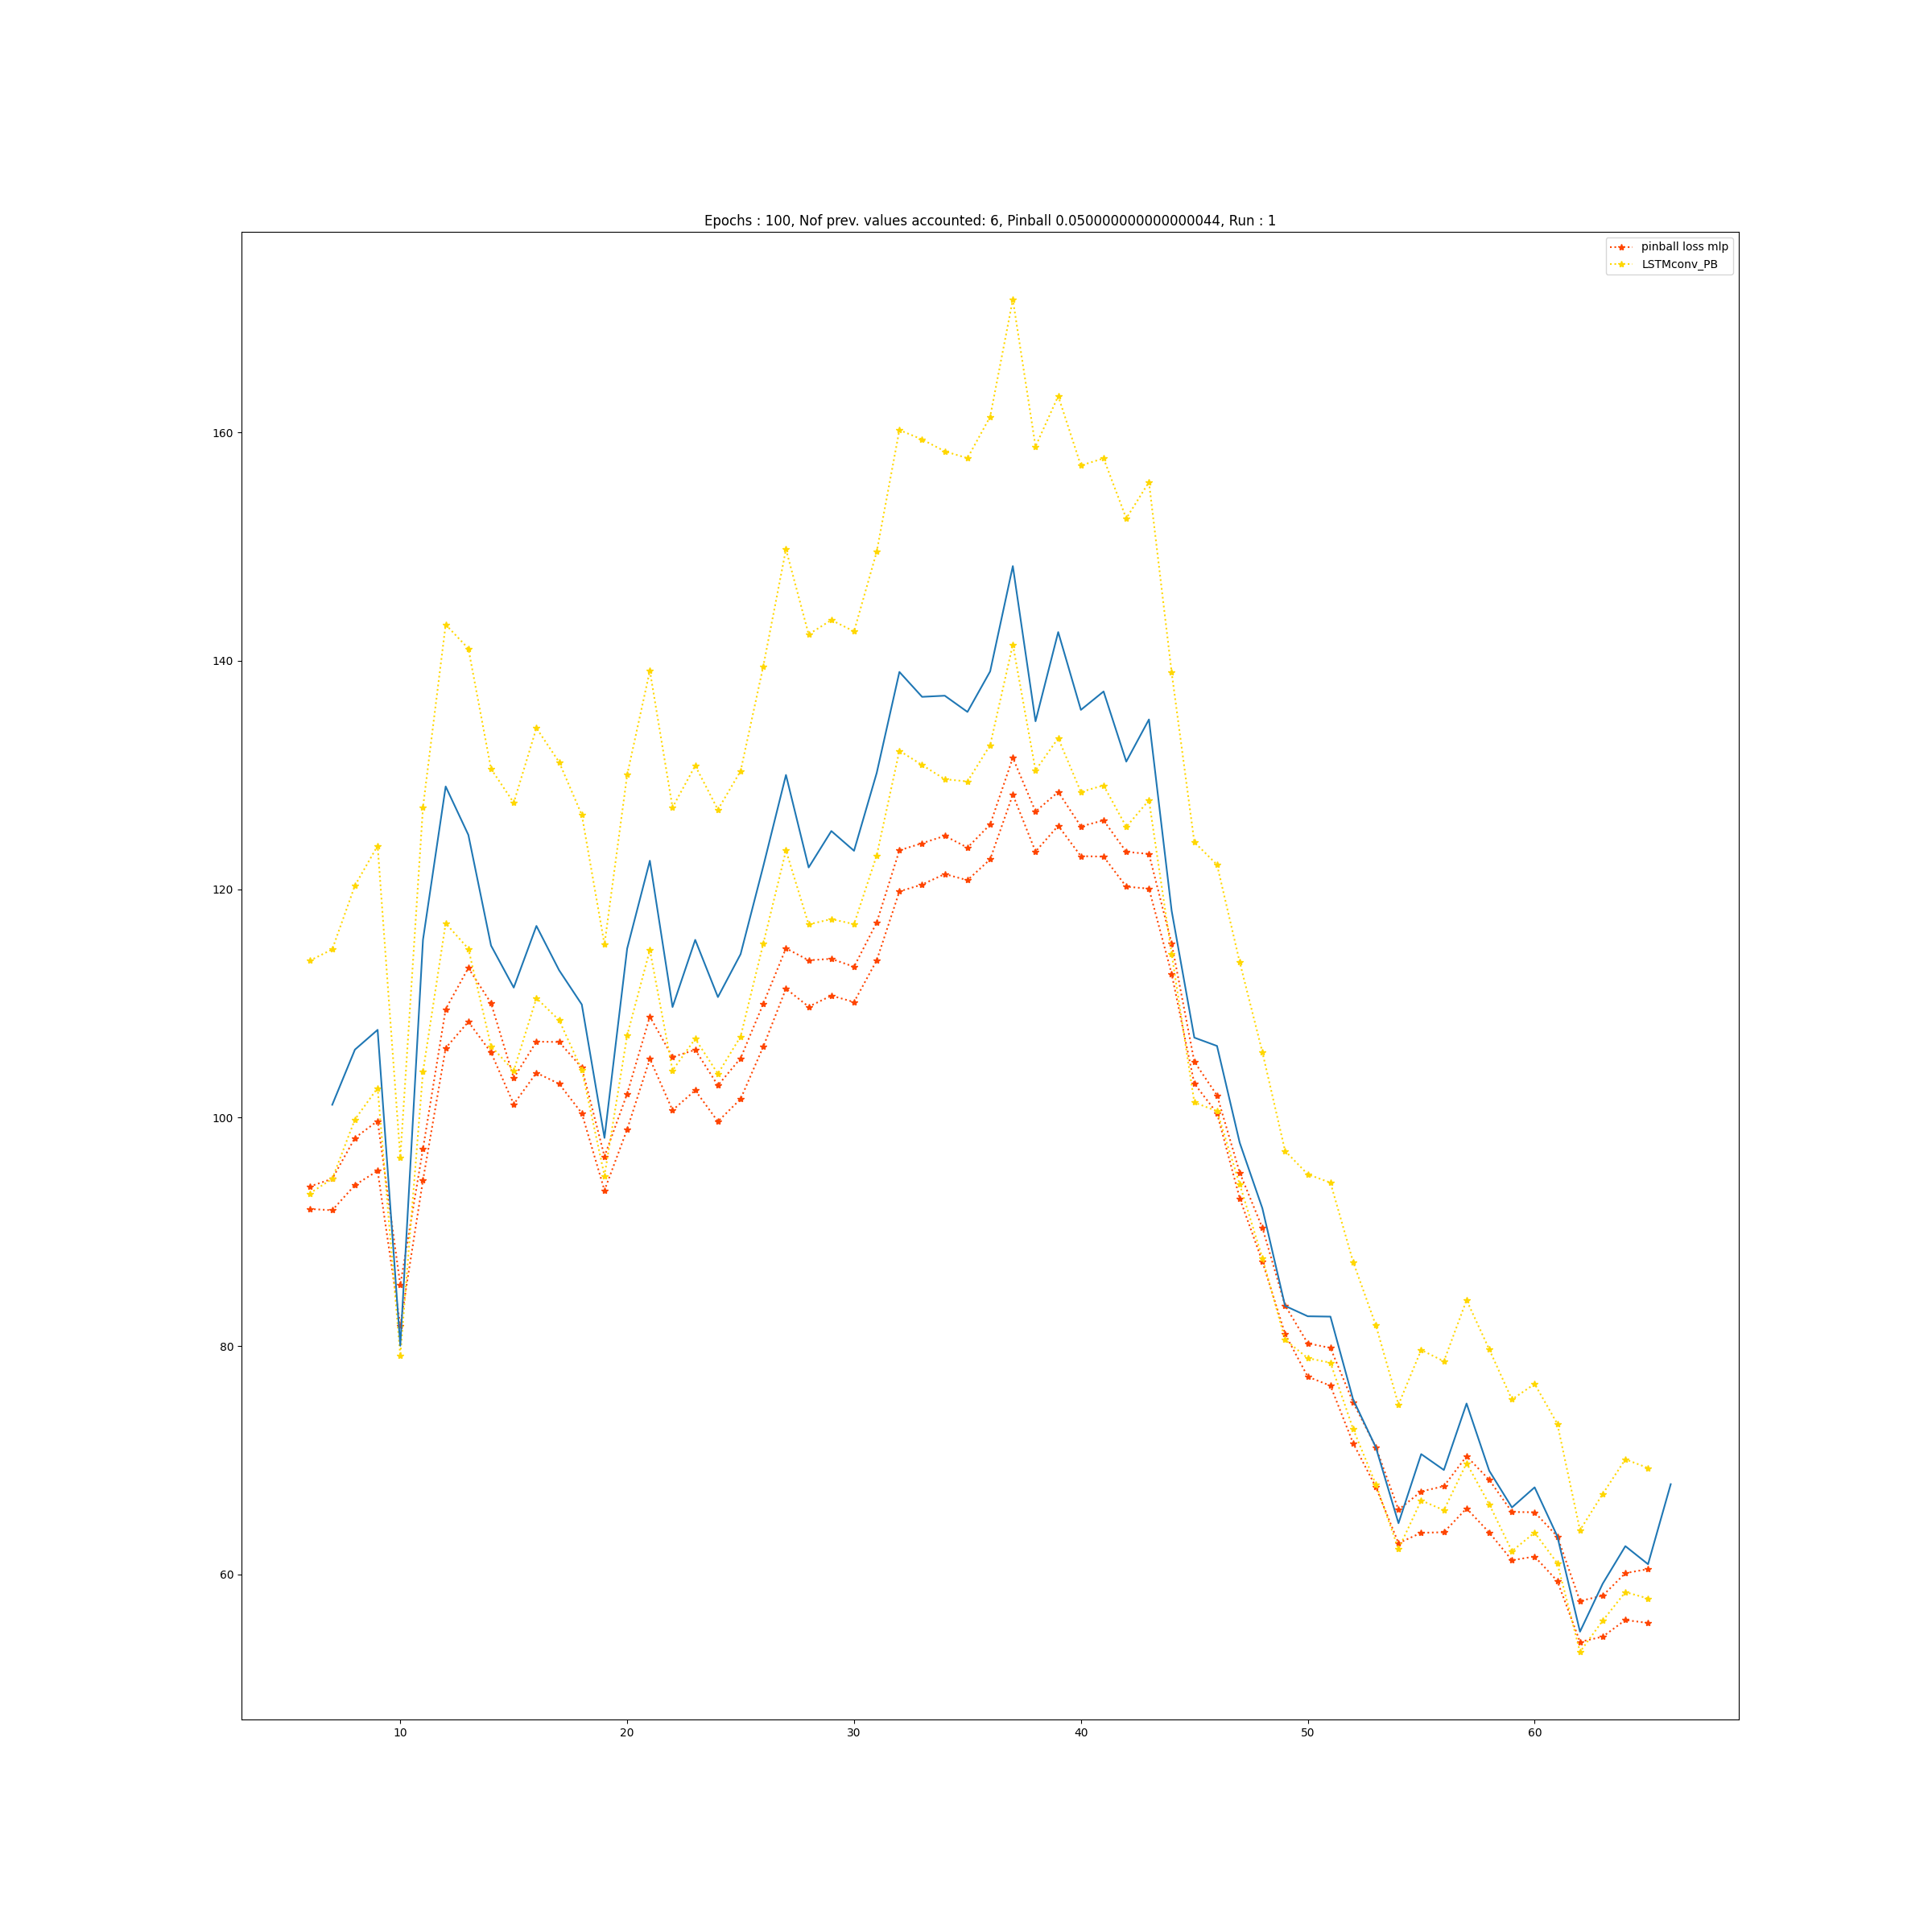 Epochs : 100, Nof prev. values accounted: 6, Pinball 0.050000000000000044, Run : 1
pinball loss mlp
LSTMconv_PB
160
140
120
100
80
60
10 20 30 40 50 60